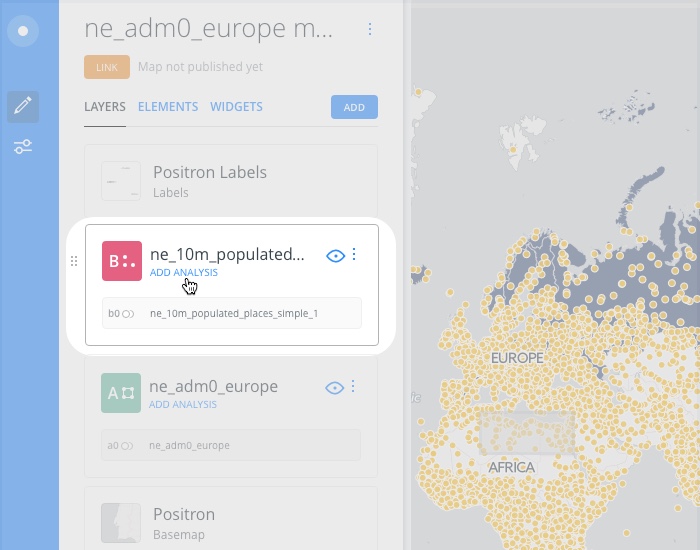 ne_adm0_europe m...
LINK
Map not published yet
LAYERS
ELEMENTS
WIDGETS
ADD
Positron Labels
Labels
B
ne_10m_populated...
ADD ANALYSIS
b0
ne_10m_populated_places_simple_1
A
ne_adm0_europe
ADD ANALYSIS
a0
ne_adm0_europe
Positron
Basemap
EUROPE
AFRICA